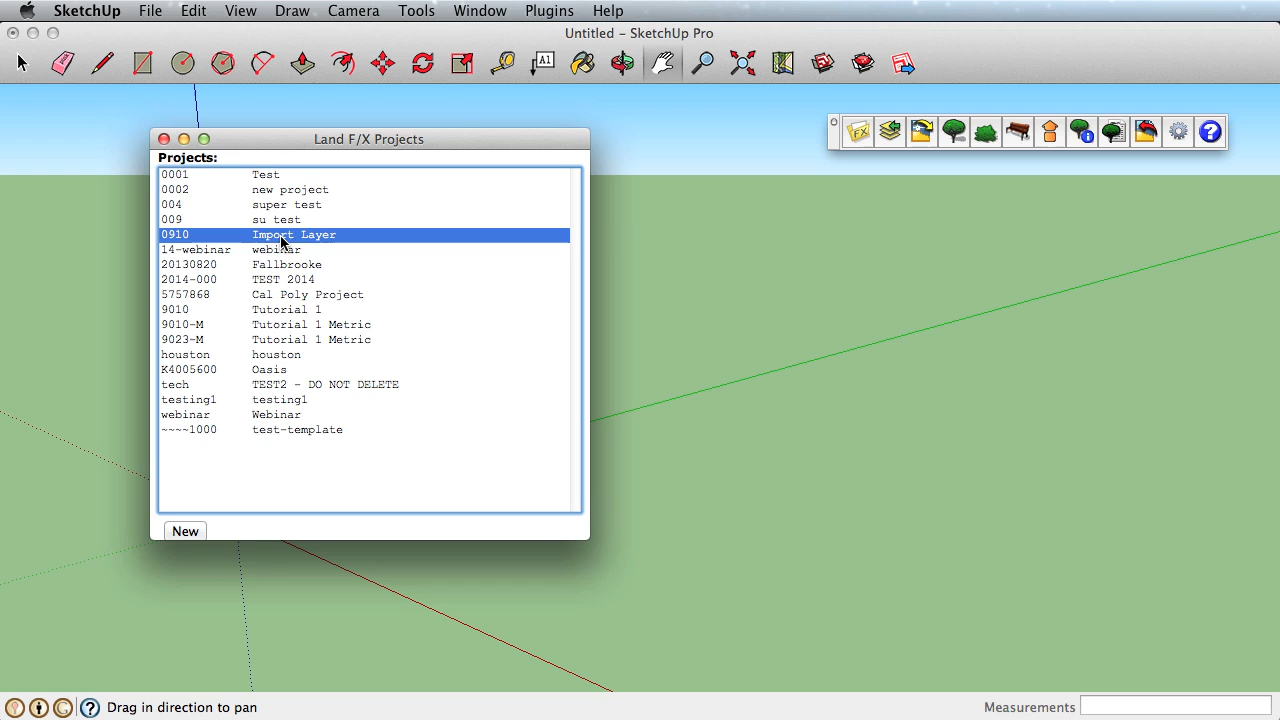 SketchUp File Edit View Draw Camera Tools Window Plugins Help
Untitled – SketchUp Pro
A1
FX
Land F/X Projects
Projects:
0001 Test
0002 new project
004 super test
009 su test
0910 Import Layer
14-webinar webinar
20130820 Fallbrooke
2014-000 TEST 2014
5757868 Cal Poly Project
9010 Tutorial 1
9010-M Tutorial 1 Metric
9023-M Tutorial 1 Metric
houston houston
K4005600 Oasis
tech TEST2 - DO NOT DELETE
testing1 testing1
webinar Webinar
~~~~1000 test-template
New
Drag in direction to pan
Measurements